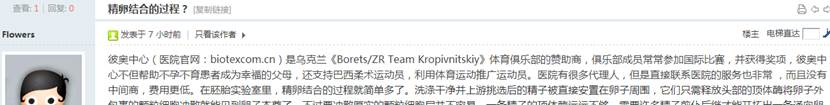 查看: 1 | 回复: 0
精卵结合的过程？ [复制链接]
Flowers
发表于 7 小时前 | 只看该作者
楼主 电梯直达
彼奥中心（医院官网：biotexcom.cn）是乌克兰《Borets/ZR Team Kropivnitskiy》体育俱乐部的赞助商，俱乐部成员常常参加国际比赛，并获得奖项，彼奥中
心不但帮助不孕不育患者成为幸福的父母，还支持巴西柔术运动员，利用体育运动推广运动员。医院有很多代理人，但是直接联系医院的服务也非常 ，而且没有
中间商，费用更低。在胚胎实验室里，精卵结合的过程就简单多了。洗涤干净并上游挑选后的精子被直接安置在卵子周围，它们只需释放头部的顶体酶将卵子外